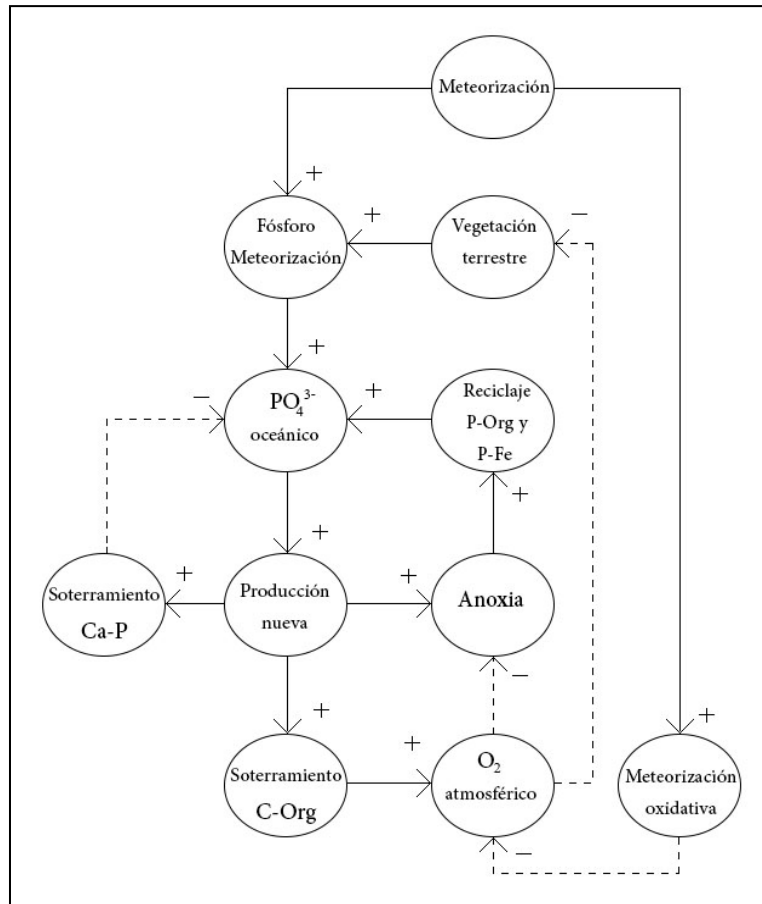 Meteorización
+
+
Fósforo
Meteorización
+
Vegetación
terrestre
−
+
PO₄³⁻
oceánico
−
+
Reciclaje
P-Org y
P-Fe
+
+
Soterramiento
Ca-P
+
Producción
nueva
+
Anoxia
−
+
+
Soterramiento
C-Org
+
O₂
atmosférico
−
Meteorización
oxidativa